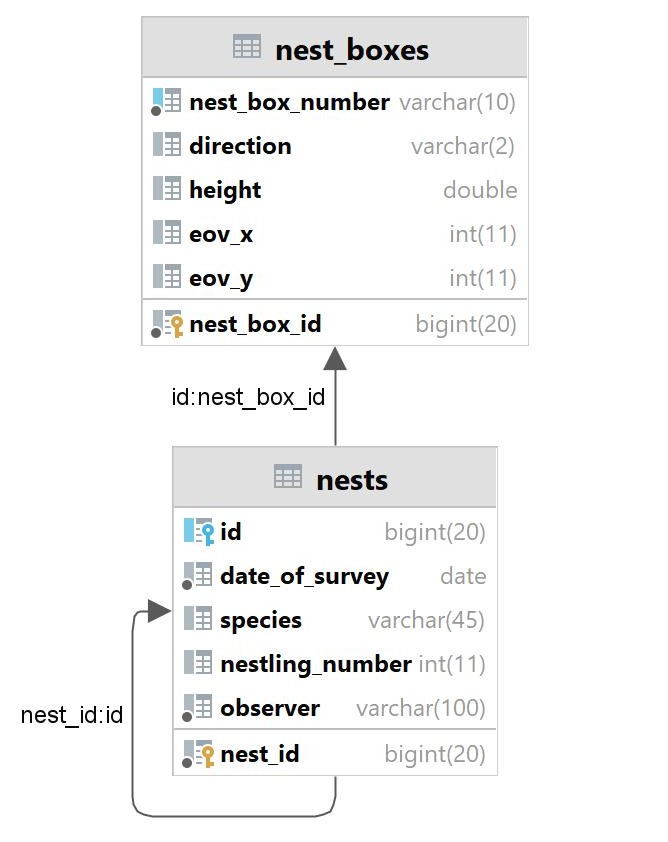 nest_boxes
nest_box_number varchar(10)
direction varchar(2)
height double
eov_x int(11)
eov_y int(11)
nest_box_id bigint(20)
id:nest_box_id
nests
id bigint(20)
date_of_survey date
species varchar(45)
nestling_number int(11)
observer varchar(100)
nest_id:id
nest_id bigint(20)